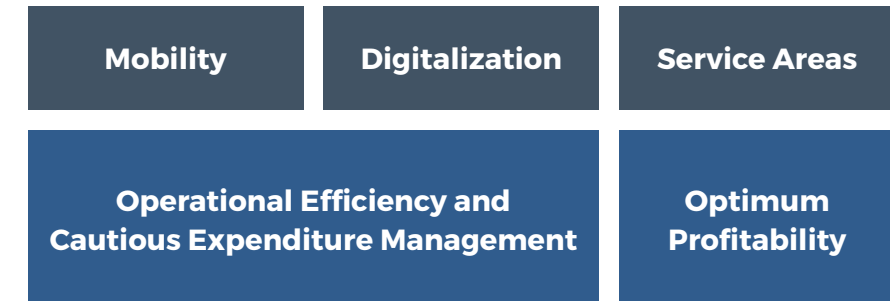 Mobility
Digitalization
Service Areas
Operational Efficiency and
Cautious Expenditure Management
Optimum
Profitability